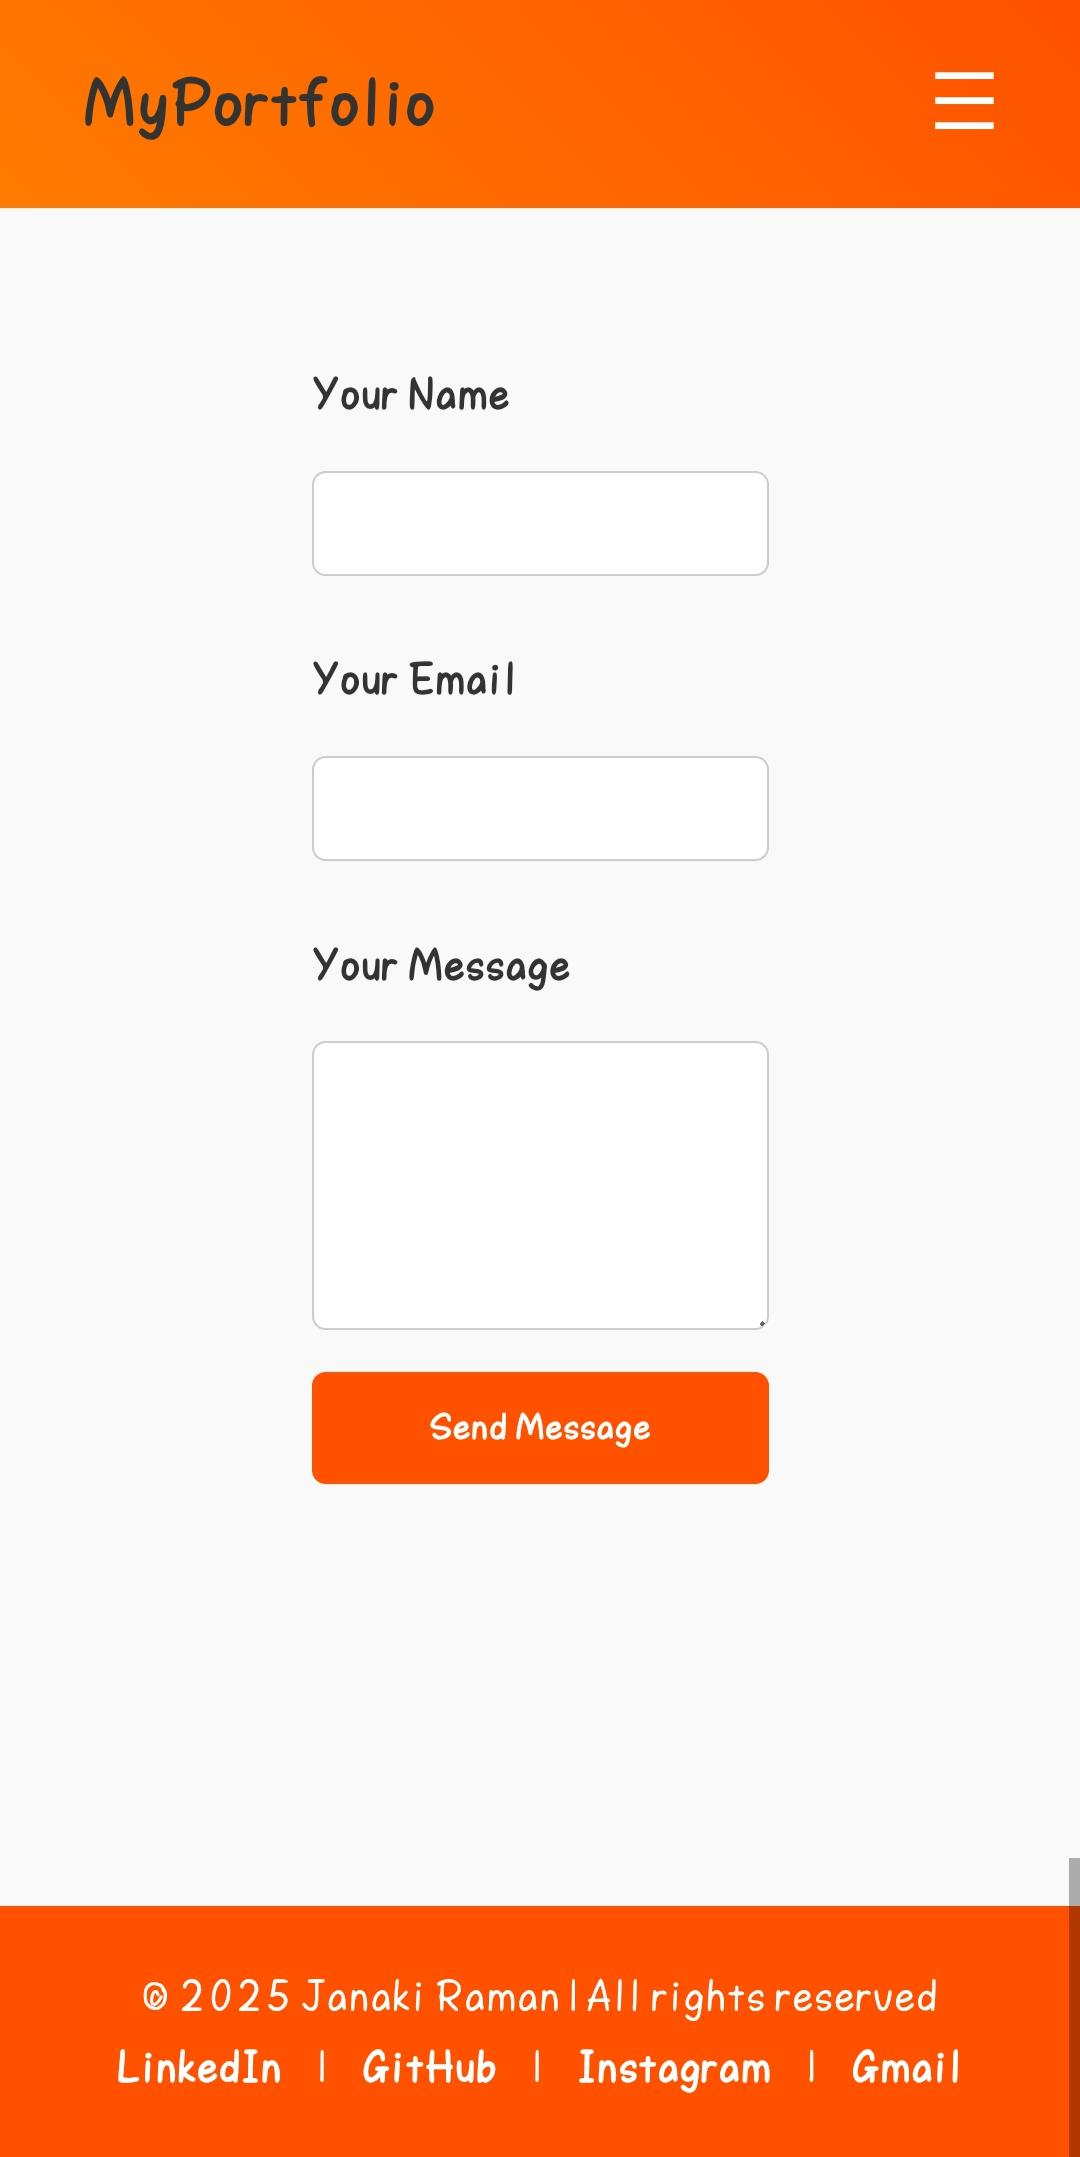 MyPortfolio
Your Name
Your Email
Your Message
Send Message
© 2025 Janaki Raman | All rights reserved
LinkedIn | GitHub | Instagram | Gmail